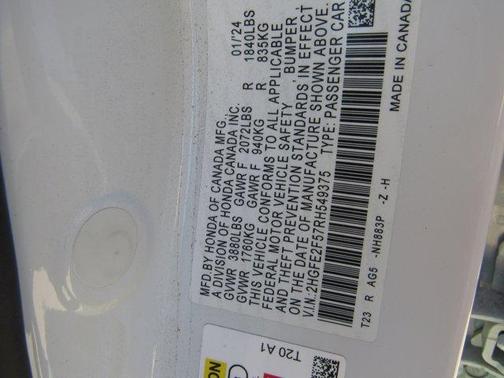 MFD. BY HONDA OF CANADA MFG. 01/'24
A DIVISION OF HONDA CANADA INC.
GVWR 3880LBS GAWR F 2072LBS R 1840LBS
GVWR 1760KG GAWR F 940KG R 835KG
THIS VEHICLE CONFORMS TO ALL APPLICABLE
FEDERAL MOTOR VEHICLE SAFETY, BUMPER,
AND THEFT PREVENTION STANDARDS IN EFFECT
ON THE DATE OF MANUFACTURE SHOWN ABOVE.
V.I.N: 2HGFE2F57RH549375 TYPE: PASSENGER CAR
T23 R AG5 -NH883P -Z -H
MADE IN CANADA
T20 A1